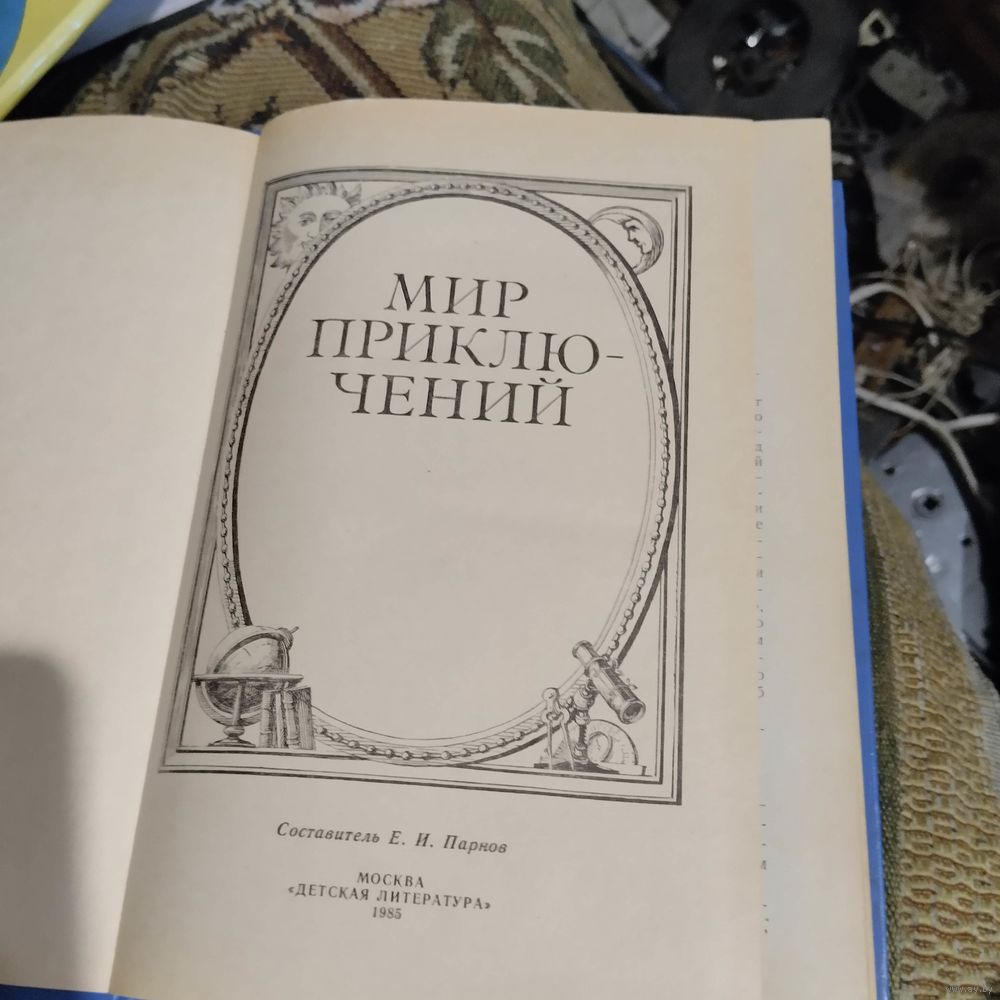 МИР
ПРИКЛЮ-
ЧЕНИЙ
Составитель Е. И. Парнов
МОСКВА
«ДЕТСКАЯ ЛИТЕРАТУРА»
1985